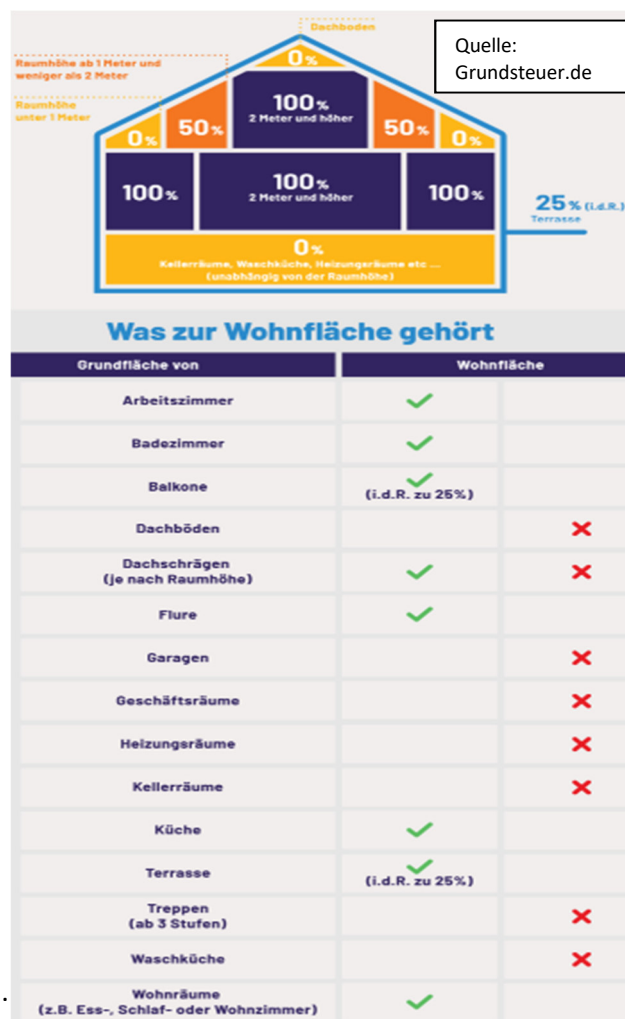 Dachboden
Quelle:
Grundsteuer.de
Raumhöhe ab 1 Meter und
weniger als 2 Meter
0%
Raumhöhe
unter 1 Meter
100%
2 Meter und höher
50%
50%
0%
0%
100%
100%
2 Meter und höher
100%
25% (i.d.R.)
Terrasse
0%
Kellerräume, Waschküche, Heizungsräume etc ...
(unabhängig von der Raumhöhe)
Was zur Wohnfläche gehört
Grundfläche von Wohnfläche
Arbeitszimmer
Badezimmer
Balkone
(i.d.R. zu 25%)
Dachböden
Dachschrägen
(je nach Raumhöhe)
Flure
Garagen
Geschäftsräume
Heizungsräume
Kellerräume
Küche
Terrasse
(i.d.R. zu 25%)
Treppen
(ab 3 Stufen)
Waschküche
.
Wohnräume
(z.B. Ess-, Schlaf- oder Wohnzimmer)